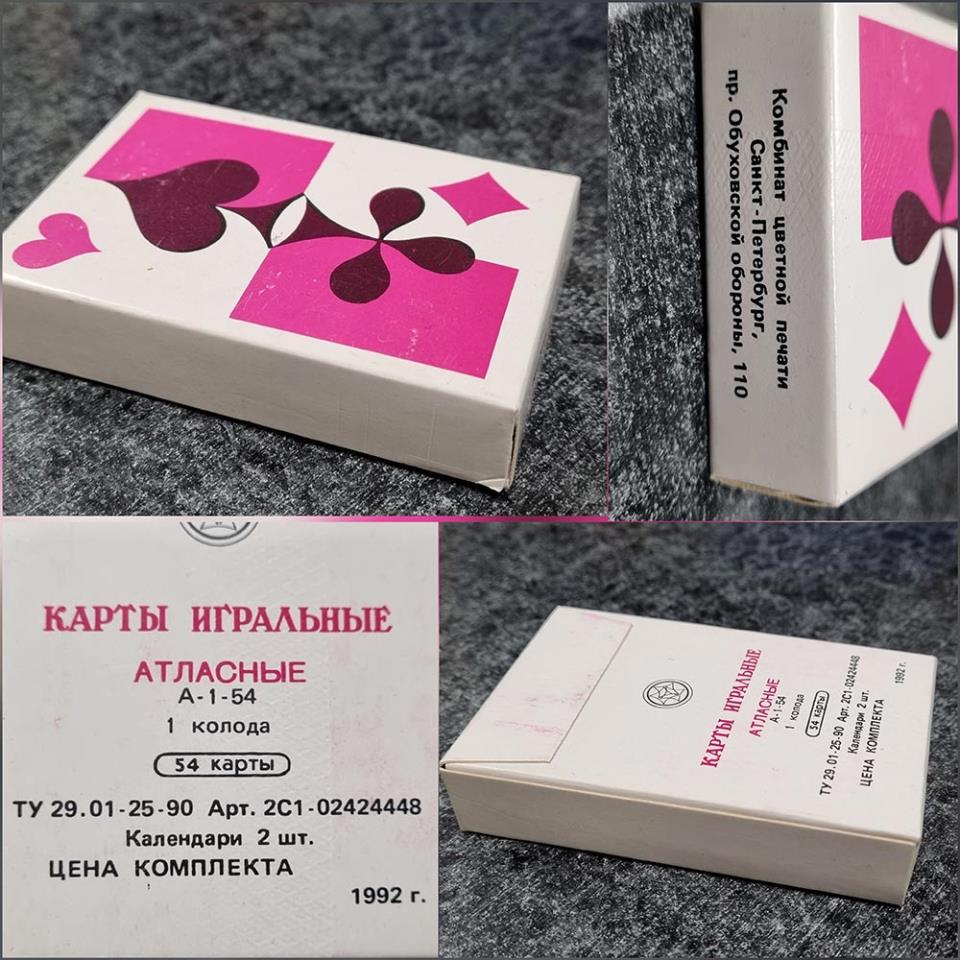 Комбинат цветной печати
Санкт-Петербург,
пр. Обуховской обороны, 110
КАРТЫ ИГРАЛЬНЫЕ
АТЛАСНЫЕ
А-1-54
1 колода
54 карты
ТУ 29.01-25-90 Арт. 2С1-02424448
Календари 2 шт.
ЦЕНА КОМПЛЕКТА
1992 г.
КАРТЫ ИГРАЛЬНЫЕ
АТЛАСНЫЕ
А-1-54
1 колода
54 карты
ТУ 29.01-25-90 Арт. 2С1-02424448
Календари 2 шт.
ЦЕНА КОМПЛЕКТА
1992 г.